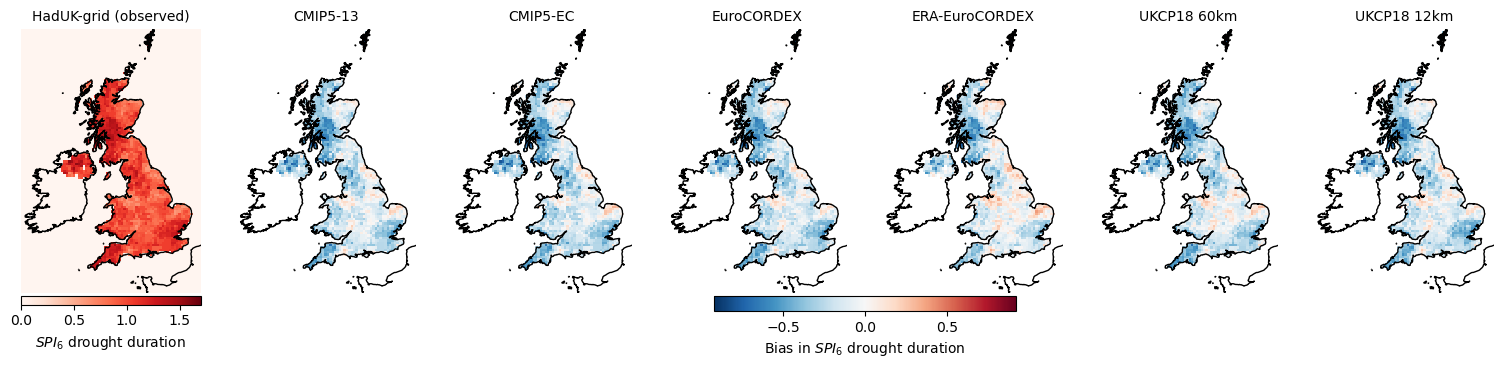 HadUK-grid (observed)
CMIP5-13
CMIP5-EC
EuroCORDEX
ERA-EuroCORDEX
UKCP18 60km
UKCP18 12km
0.0 0.5 1.0 1.5
SPI₆ drought duration
−0.5 0.0 0.5
Bias in SPI₆ drought duration